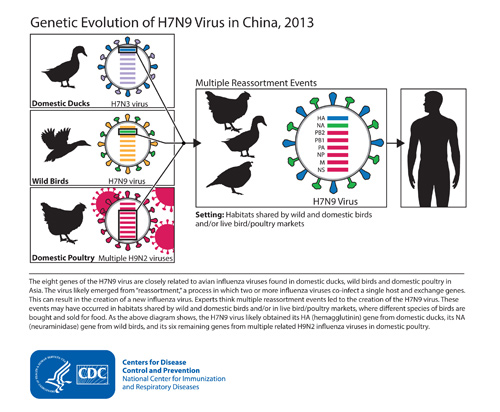 Genetic Evolution of H7N9 Virus in China, 2013
Domestic Ducks
H7N3 virus
Wild Birds
H7N9 virus
Domestic Poultry
Multiple H9N2 viruses
Multiple Reassortment Events
HA
NA
PB2
PB1
PA
NP
M
NS
H7N9 Virus
Setting: Habitats shared by wild and domestic birds
and/or live bird/poultry markets
The eight genes of the H7N9 virus are closely related to avian influenza viruses found in domestic ducks, wild birds and domestic poultry in
Asia. The virus likely emerged from "reassortment," a process in which two or more influenza viruses co-infect a single host and exchange genes.
This can result in the creation of a new influenza virus. Experts think multiple reassortment events led to the creation of the H7N9 virus. These
events may have occurred in habitats shared by wild and domestic birds and/or in live bird/poultry markets, where different species of birds are
bought and sold for food. As the above diagram shows, the H7N9 virus likely obtained its HA (hemagglutinin) gene from domestic ducks, its NA
(neuraminidase) gene from wild birds, and its six remaining genes from multiple related H9N2 influenza viruses in domestic poultry.
CDC
Centers for Disease
Control and Prevention
National Center for Immunization
and Respiratory Diseases